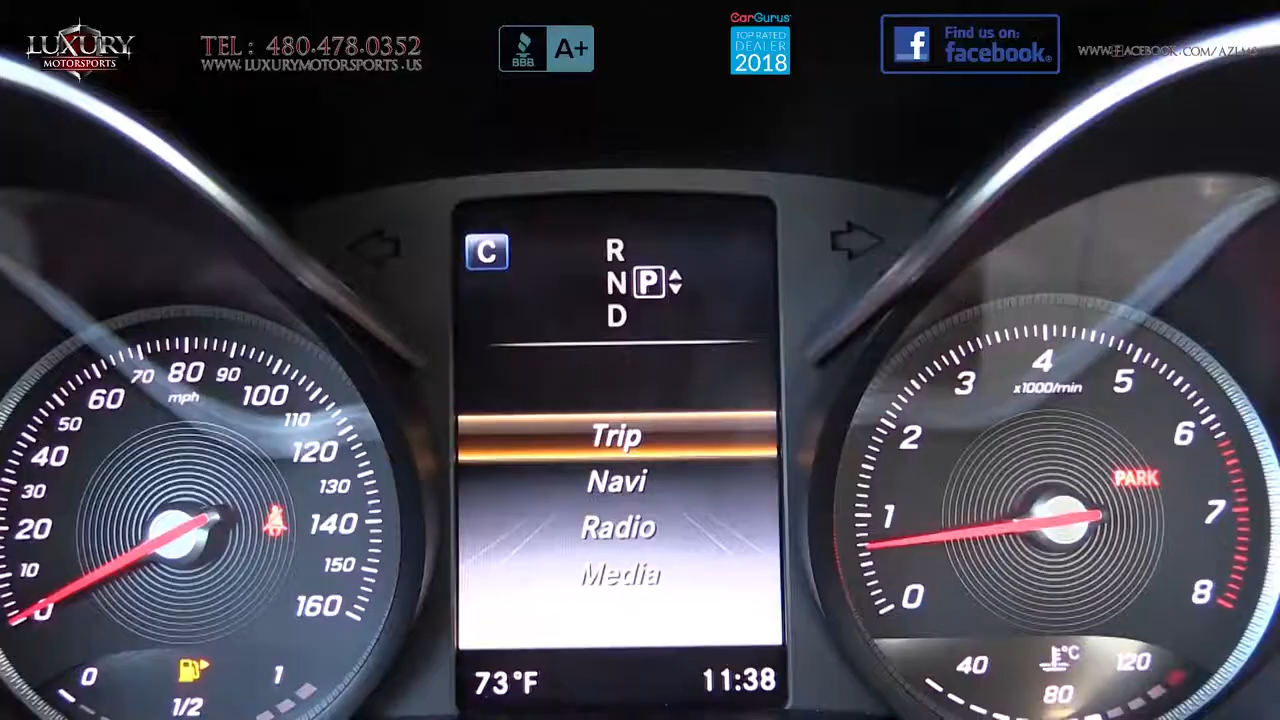 LUXURY
MOTORSPORTS
TEL: 480.478.0352
WWW.LUXURYMOTORSPORTS.US
BBB
A+
CarGurus
TOP RATED
DEALER
2018
f
Find us on:
facebook®
C
R
N P
D
Trip
Navi
Radio
Media
73°F
11:38
0
10
20
30
40
50
60
70
80
90
100
110
120
130
140
150
160
mph
0
1/2
1
0
1
2
3
4
5
6
7
8
x1000/min
PARK
40
80
120
°C